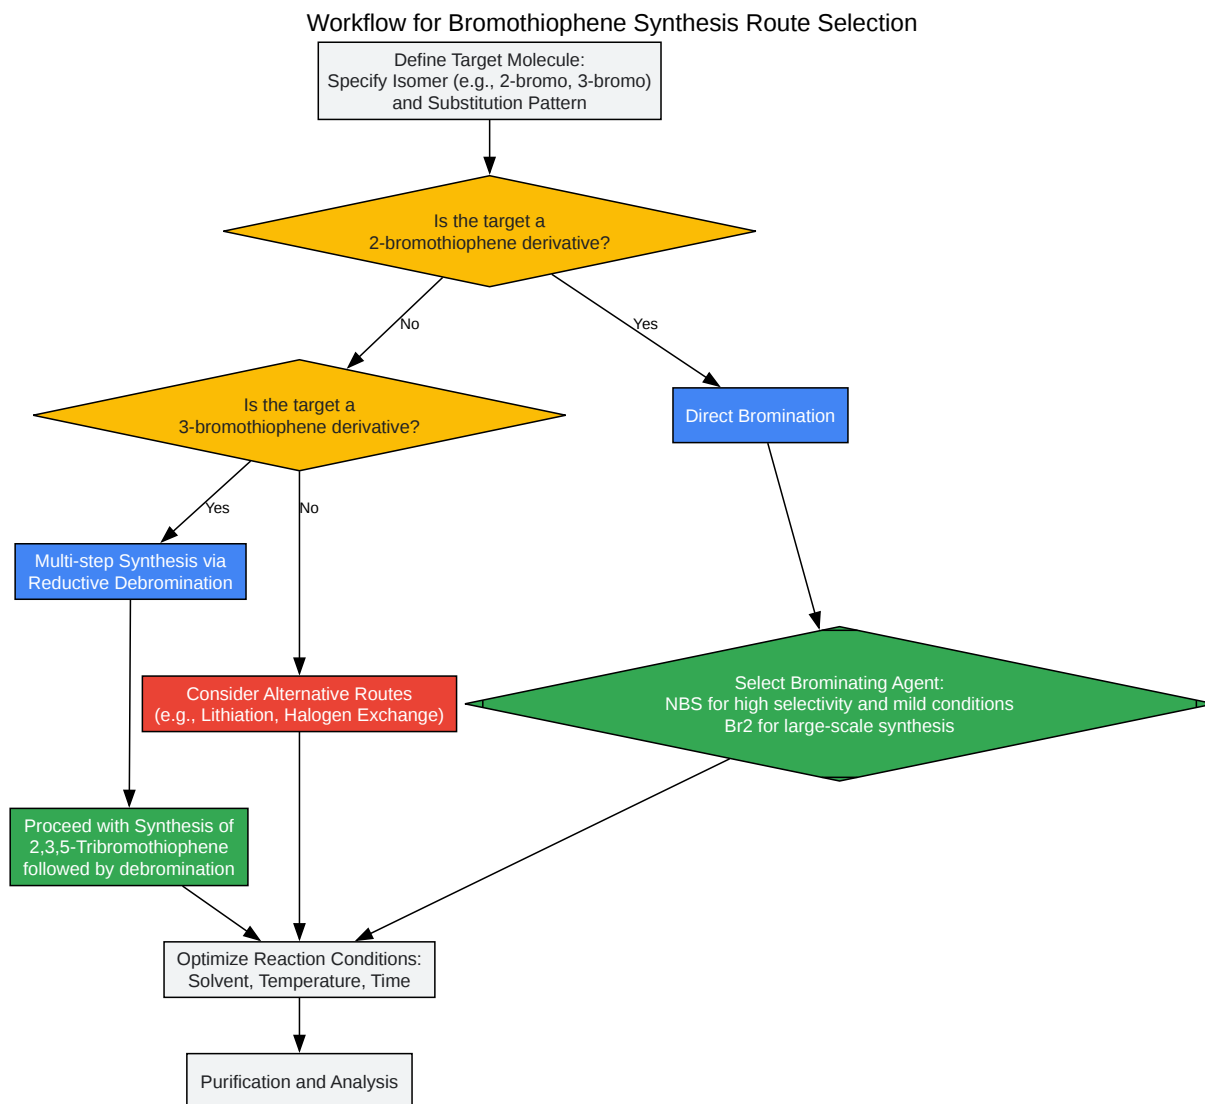 Workflow for Bromothiophene Synthesis Route Selection
Define Target Molecule:
Specify Isomer (e.g., 2-bromo, 3-bromo)
and Substitution Pattern
Is the target a
2-bromothiophene derivative?
No
Yes
Is the target a
3-bromothiophene derivative?
Direct Bromination
Yes
No
Multi-step Synthesis via
Reductive Debromination
Consider Alternative Routes
(e.g., Lithiation, Halogen Exchange)
Select Brominating Agent:
NBS for high selectivity and mild conditions
Br2 for large-scale synthesis
Proceed with Synthesis of
2,3,5-Tribromothiophene
followed by debromination
Optimize Reaction Conditions:
Solvent, Temperature, Time
Purification and Analysis